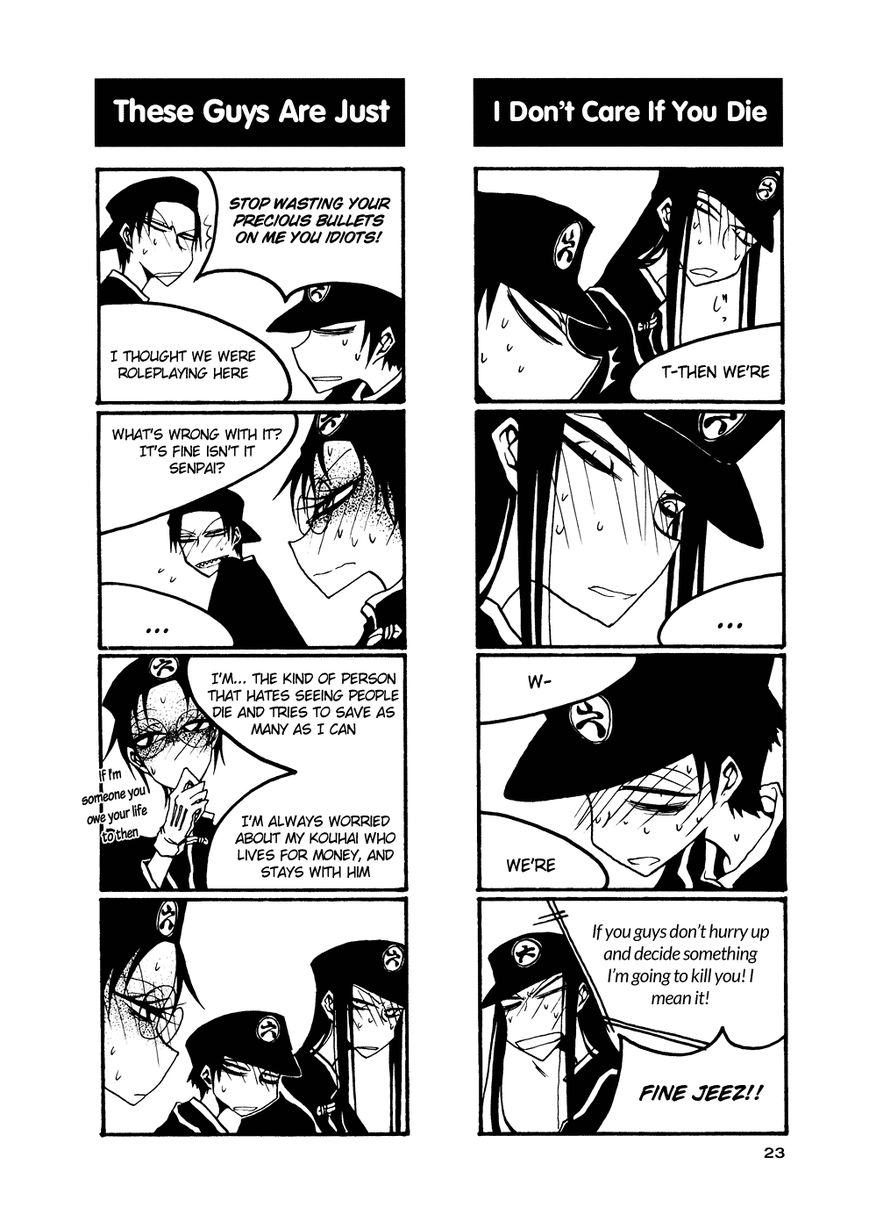 I Don't Care If You Die
じっ
T-THEN WE'RE
...
W-
WE'RE
If you guys don't hurry up
and decide something
I'm going to kill you! I
mean it!
FINE JEEZ!!
These Guys Are Just
STOP WASTING YOUR
PRECIOUS BULLETS
ON ME YOU IDIOTS!
I THOUGHT WE WERE
ROLEPLAYING HERE
WHAT'S WRONG WITH IT?
IT'S FINE ISN'T IT
SENPAI?
...
I'M... THE KIND OF PERSON
THAT HATES SEEING PEOPLE
DIE AND TRIES TO SAVE AS
MANY AS I CAN
If I'm
someone you
owe your life
to then
I'M ALWAYS WORRIED
ABOUT MY KOUHAI WHO
LIVES FOR MONEY, AND
STAYS WITH HIM
23